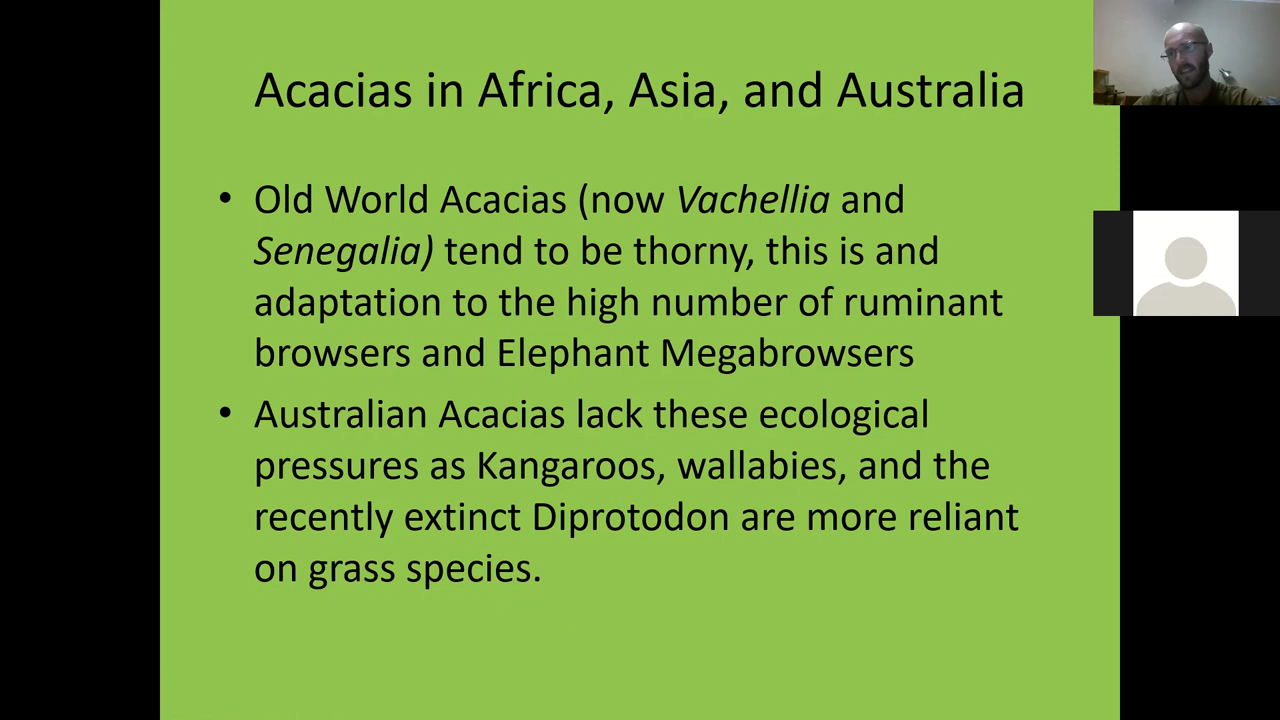 Acacias in Africa, Asia, and Australia
• Old World Acacias (now Vachellia and
Senegalia) tend to be thorny, this is and
adaptation to the high number of ruminant
browsers and Elephant Megabrowsers
• Australian Acacias lack these ecological
pressures as Kangaroos, wallabies, and the
recently extinct Diprotodon are more reliant
on grass species.